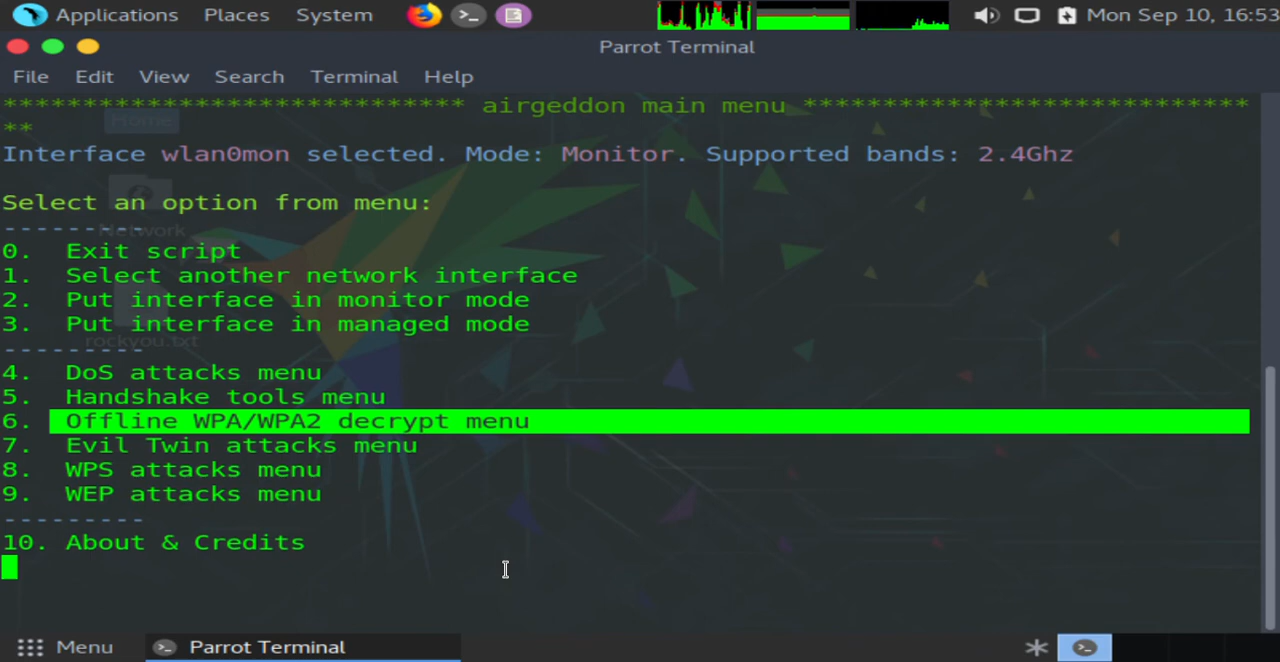 Applications Places System Mon Sep 10, 16:53
Parrot Terminal
File Edit View Search Terminal Help
***************************** airgeddon main menu ****************************
**
Home
Interface wlan0mon selected. Mode: Monitor. Supported bands: 2.4Ghz
Select an option from menu:
---------
Network
0. Exit script
1. Select another network interface
2. Put interface in monitor mode
3. Put interface in managed mode
rockyou.txt
---------
4. DoS attacks menu
5. Handshake tools menu
6. Offline WPA/WPA2 decrypt menu
7. Evil Twin attacks menu
8. WPS attacks menu
9. WEP attacks menu
---------
10. About & Credits
Menu Parrot Terminal